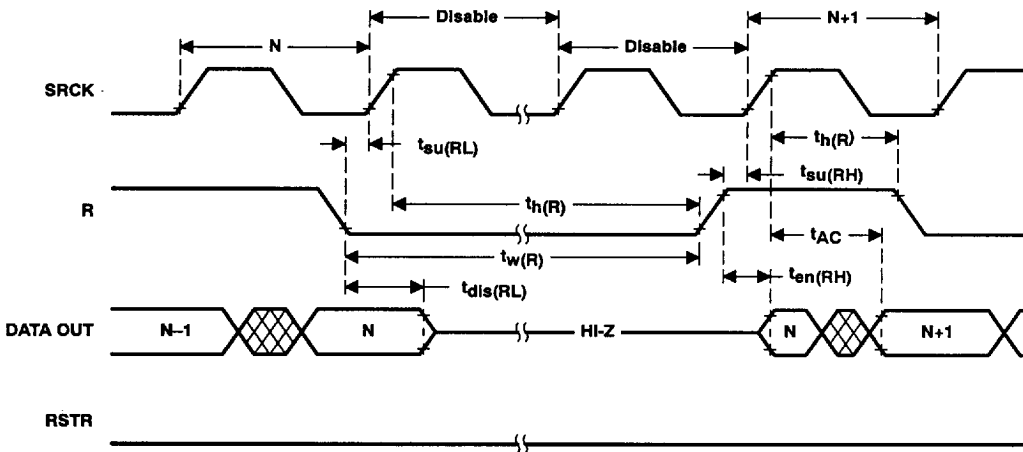 Disable
N
N+1
Disable
SRCK
th(R)
tsu(RL)
tsu(RH)
R
th(R)
tAC
tw(R)
ten(RH)
tdis(RL)
DATA OUT
N–1
N
HI-Z
N
N+1
RSTR